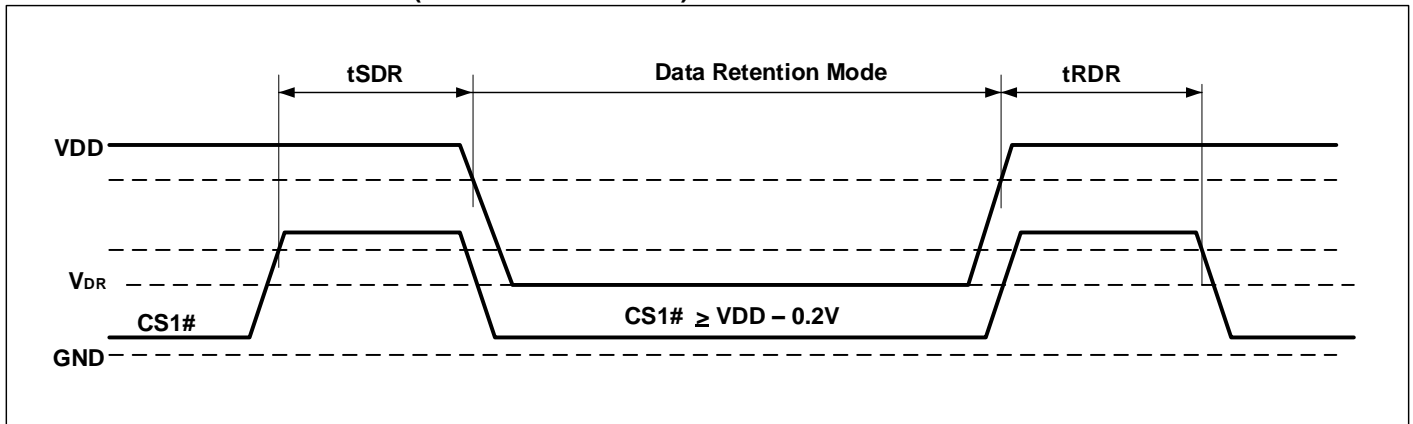 tSDR Data Retention Mode tRDR
VDD
VDR
CS1# ≥ VDD – 0.2V
CS1#
GND